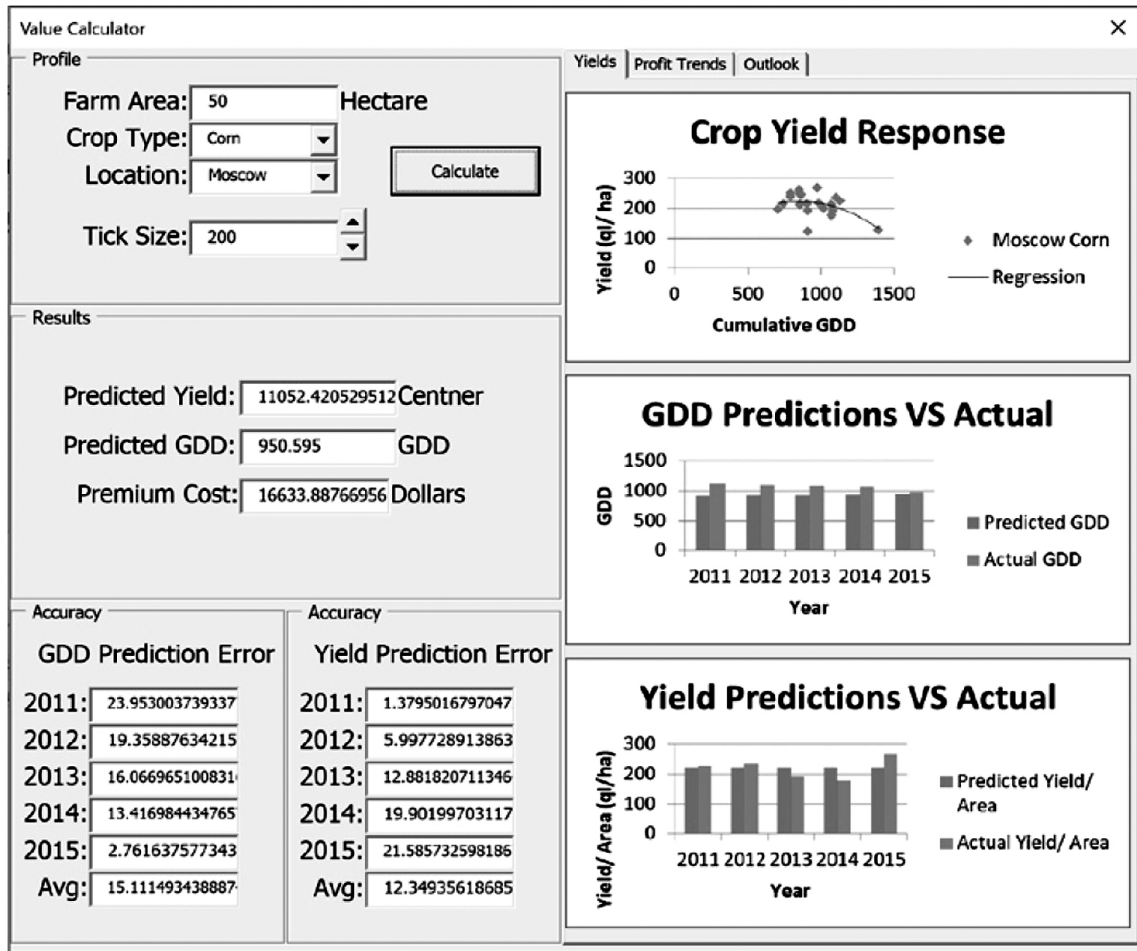 Value Calculator
Profile
Farm Area: 50 Hectare
Crop Type: Corn
Location: Moscow
Calculate
Tick Size: 200
Results
Predicted Yield: 11052.420529512 Centner
Predicted GDD: 950.595 GDD
Premium Cost: 16633.88766956 Dollars
Accuracy
GDD Prediction Error
2011: 23.953003739337
2012: 19.35887634215
2013: 16.066965100831
2014: 13.416984434765
2015: 2.761637577343
Avg: 15.111493438887
Accuracy
Yield Prediction Error
2011: 1.3795016797047
2012: 5.997728913863
2013: 12.881820711346
2014: 19.90199703117
2015: 21.585732598186
Avg: 12.34935618685
Yields
Profit Trends
Outlook
Crop Yield Response
Yield (ql/ ha)
300
200
100
0
0 500 1000 1500
Cumulative GDD
Moscow Corn
Regression
GDD Predictions VS Actual
GDD
1500
1000
500
0
2011 2012 2013 2014 2015
Year
Predicted GDD
Actual GDD
Yield Predictions VS Actual
Yield/ Area (ql/ha)
300
200
100
0
2011 2012 2013 2014 2015
Year
Predicted Yield/
Area
Actual Yield/ Area